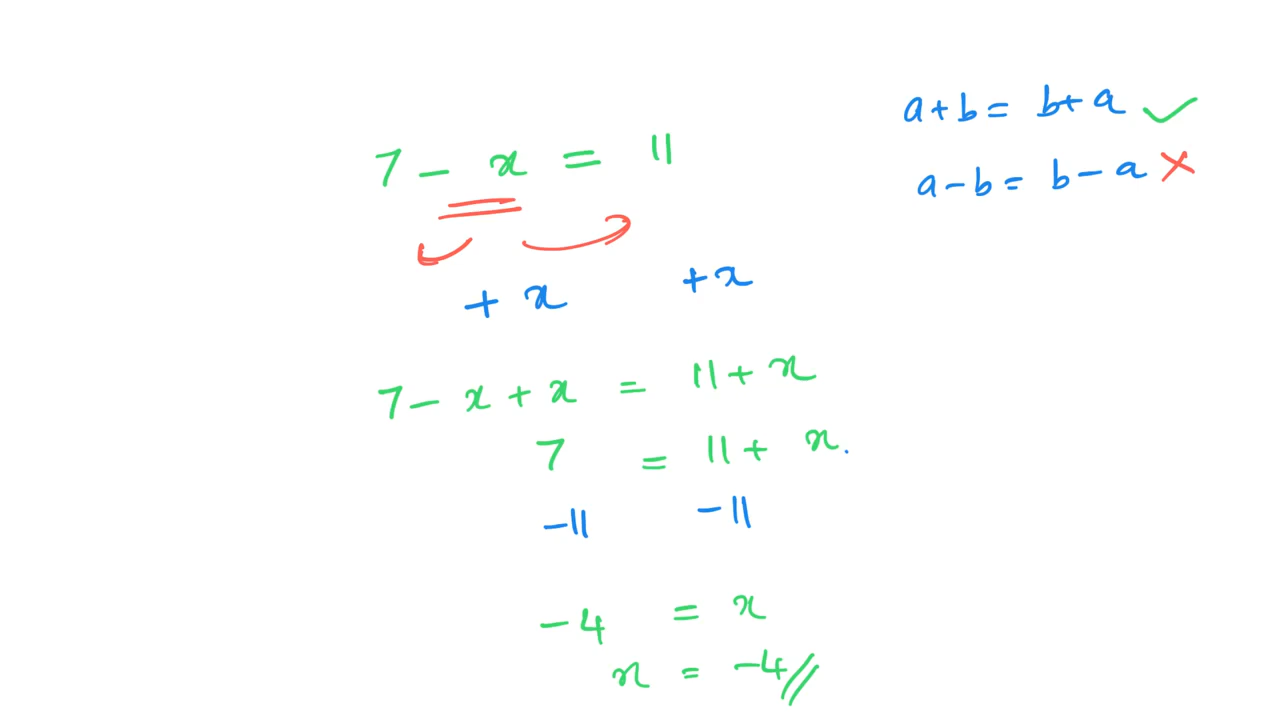 a + b = b + a ✓
7 - x = 11
a - b = b - a ✗
+ x + x
7 - x + x = 11 + x
7 = 11 + x.
-11 -11
-4 = x
x = -4//